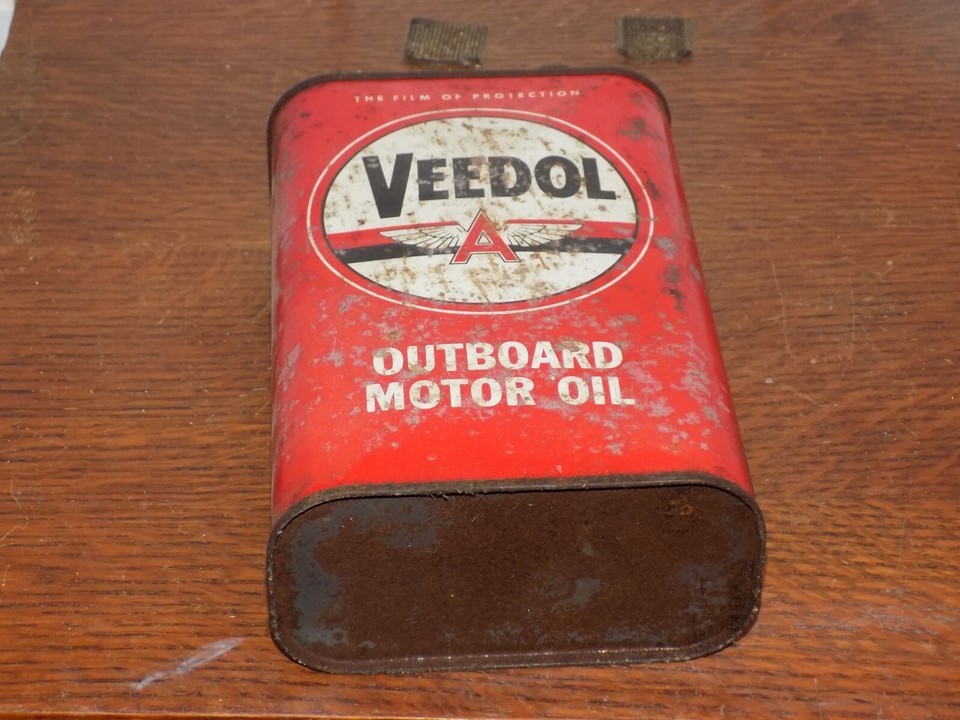 THE FILM OF PROTECTION
VEEDOL
A
OUTBOARD
MOTOR OIL